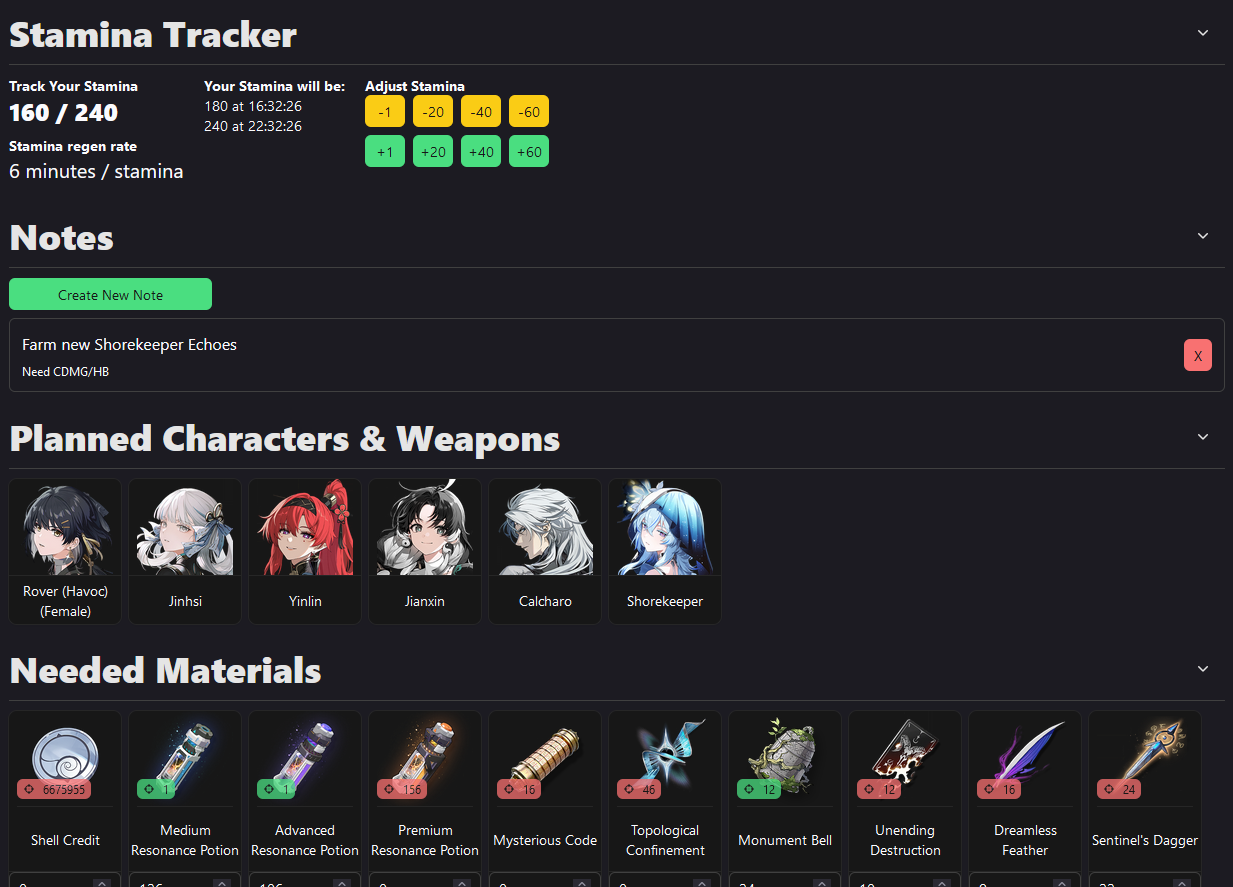 Stamina Tracker
Track Your Stamina
160 / 240
Stamina regen rate
6 minutes / stamina
Your Stamina will be:
180 at 16:32:26
240 at 22:32:26
Adjust Stamina
-1 -20 -40 -60
+1 +20 +40 +60
Notes
Create New Note
Farm new Shorekeeper Echoes
Need CDMG/HB
X
Planned Characters & Weapons
Rover (Havoc)
(Female)
Jinhsi
Yinlin
Jianxin
Calcharo
Shorekeeper
Needed Materials
6675955
Shell Credit
1
Medium
Resonance Potion
1
Advanced
Resonance Potion
156
Premium
Resonance Potion
16
Mysterious Code
46
Topological
Confinement
12
Monument Bell
12
Unending
Destruction
16
Dreamless
Feather
24
Sentinel's Dagger